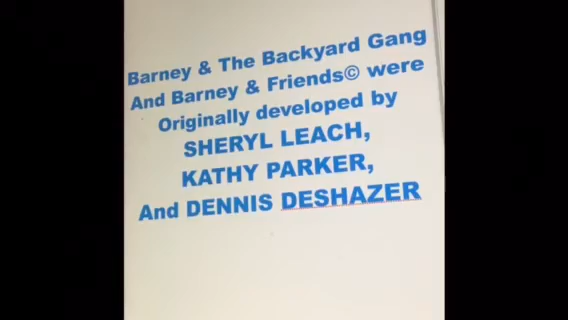 Barney & The Backyard Gang
And Barney & Friends© were
Originally developed by
SHERYL LEACH,
KATHY PARKER,
And DENNIS DESHAZER